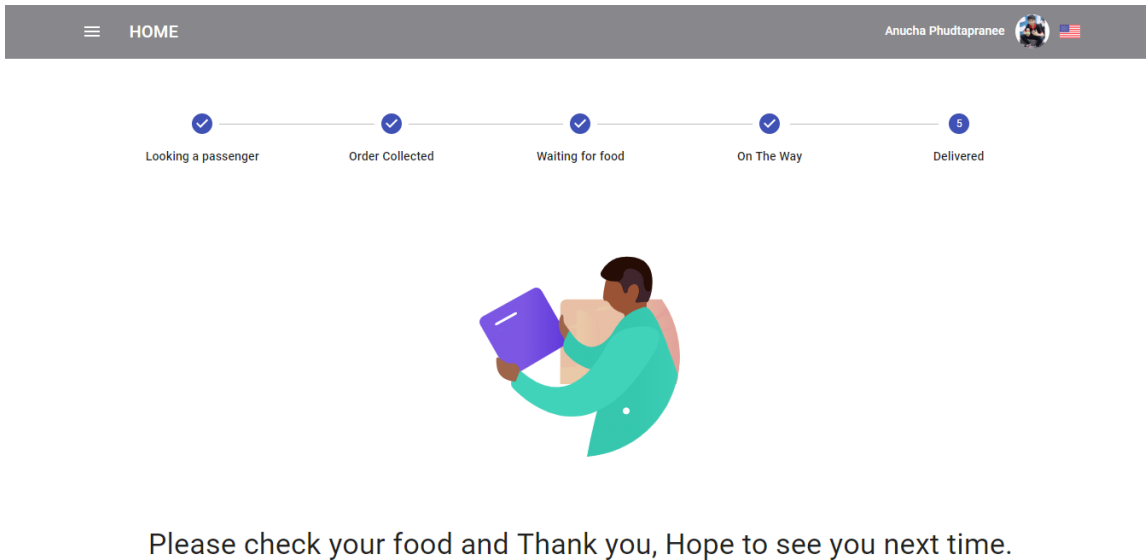 HOME
Anucha Phudtapranee
5
Looking a passenger
Order Collected
Waiting for food
On The Way
Delivered
Please check your food and Thank you, Hope to see you next time.